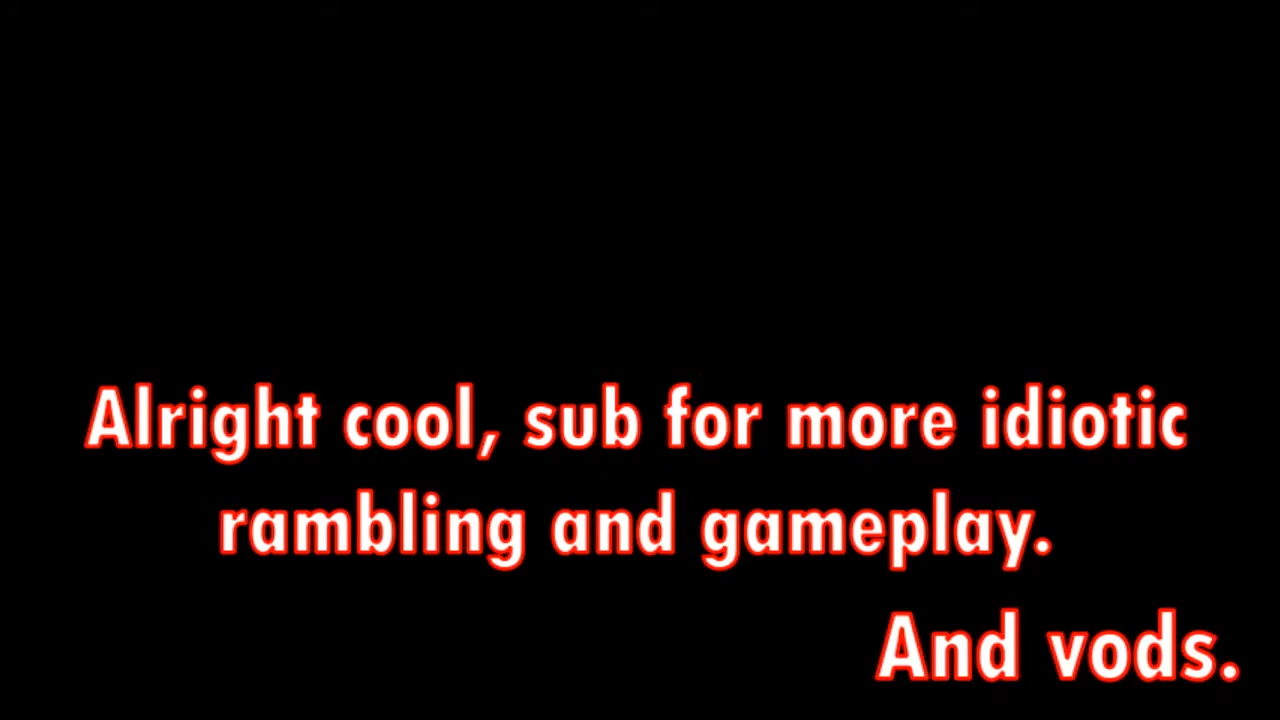 Alright cool, sub for more idiotic
rambling and gameplay.
And vods.